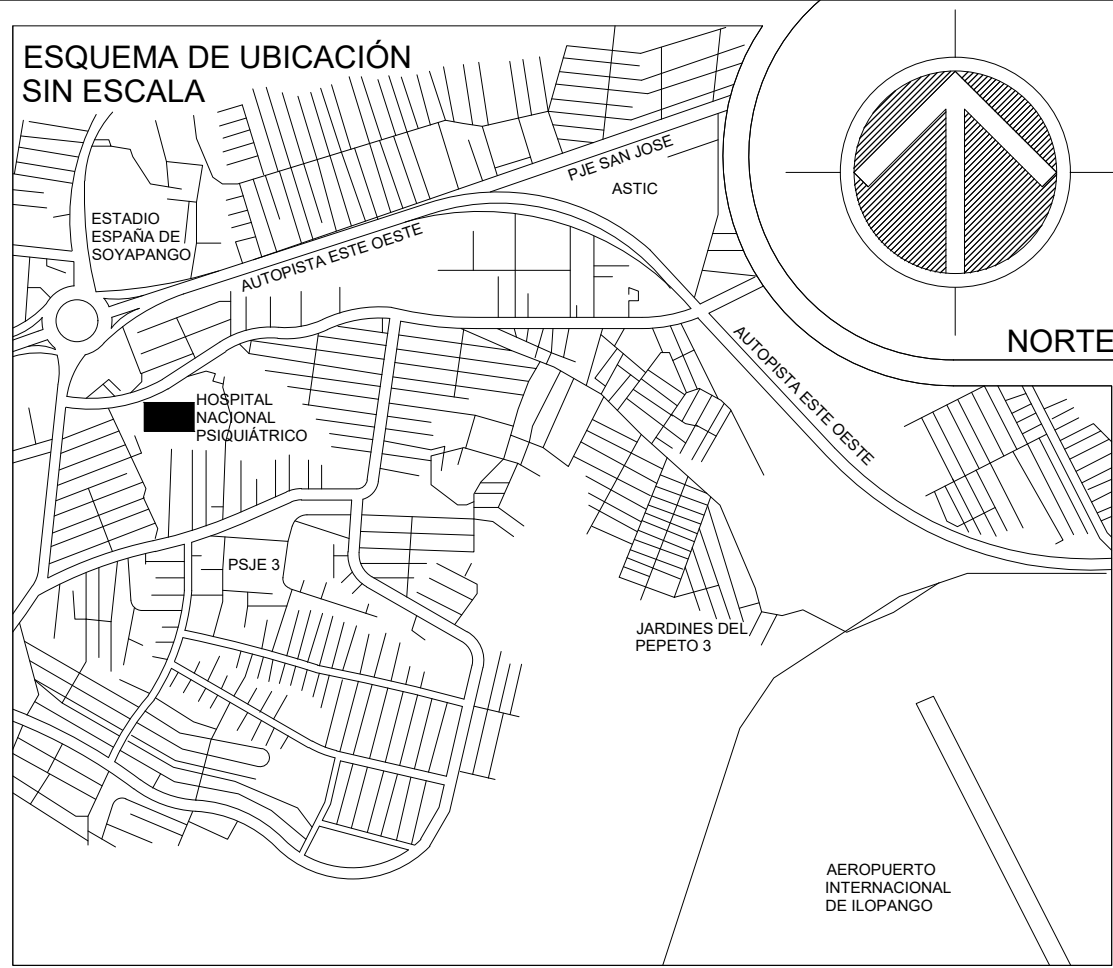 ESQUEMA DE UBICACIÓN
SIN ESCALA
PJE SAN JOSE
ASTIC
ESTADIO
ESPAÑA DE
SOYAPANGO
AUTOPISTA ESTE OESTE
NORTE
AUTOPISTA ESTE OESTE
HOSPITAL
NACIONAL
PSIQUIÁTRICO
PSJE 3
JARDINES DEL
PEPETO 3
AEROPUERTO
INTERNACIONAL
DE ILOPANGO